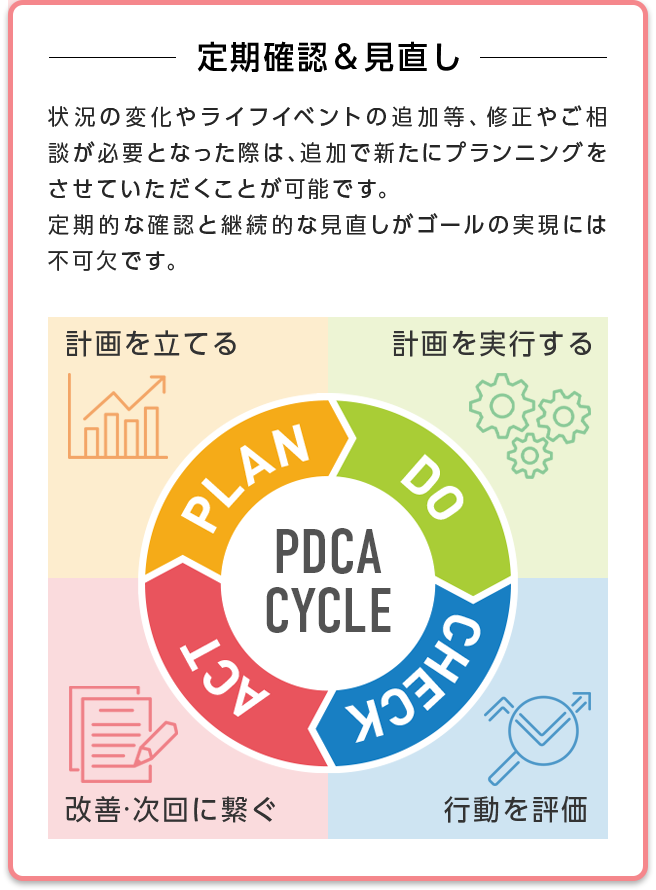 定期確認＆見直し
状況の変化やライフイベントの追加等、修正やご相
談が必要となった際は、追加で新たにプランニングを
させていただくことが可能です。
定期的な確認と継続的な見直しがゴールの実現には
不可欠です。
計画を立てる
計画を実行する
PLAN
DO
PDCA
CYCLE
ACT
CHECK
改善･次回に繋ぐ
行動を評価